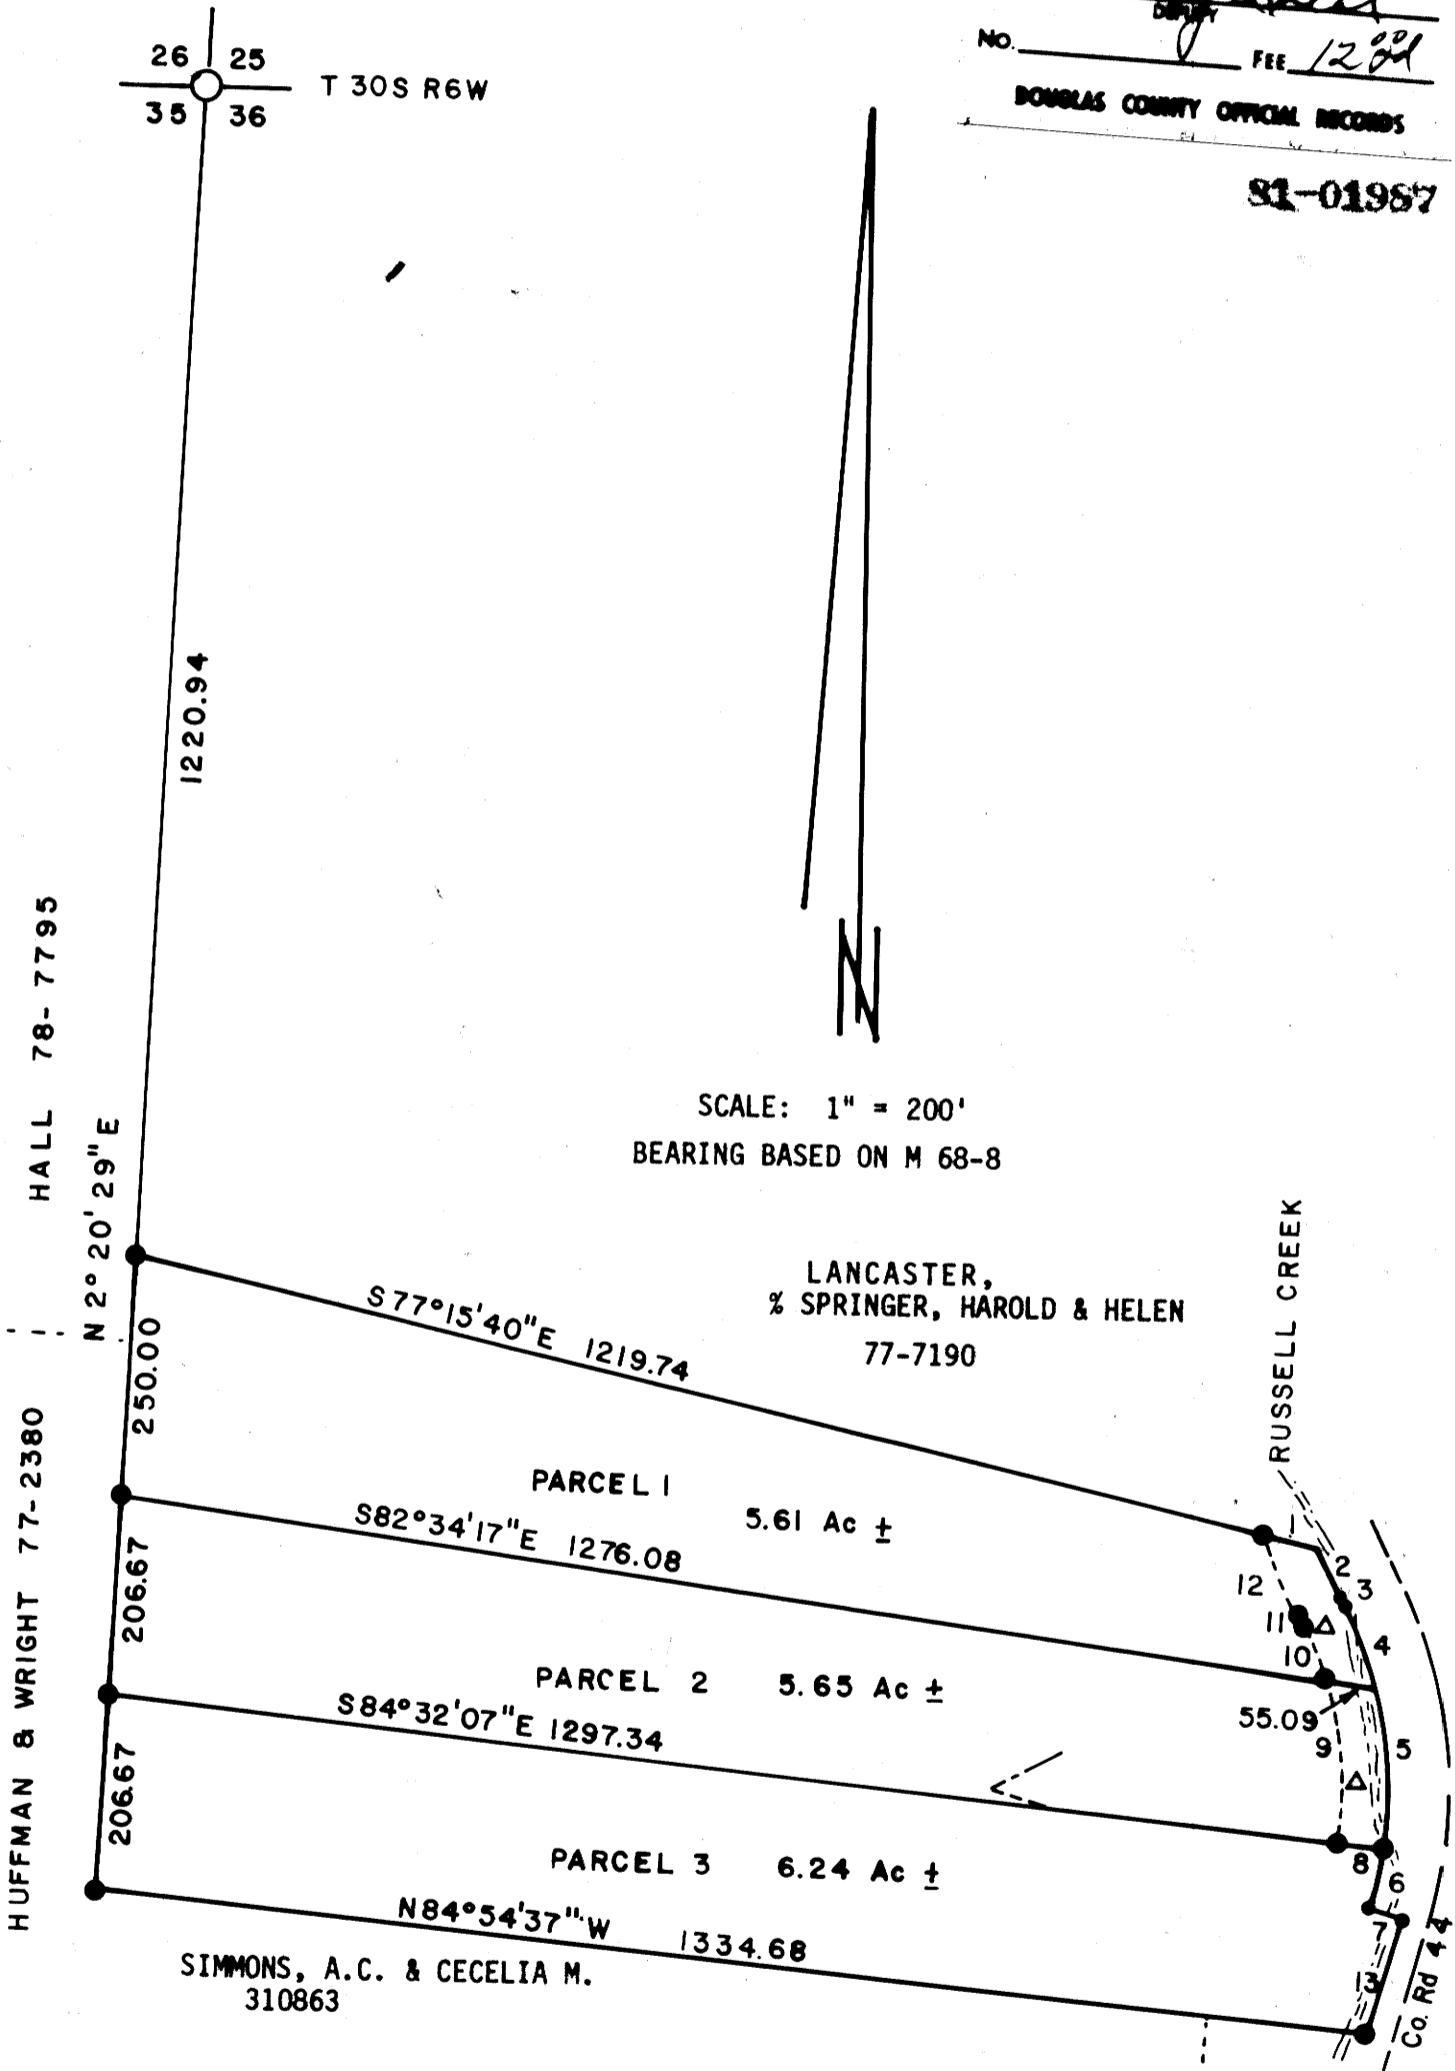 DEPUTY
No. FEE 12.00
DOUGLAS COUNTY OFFICIAL RECORDS
81-01987
26 25
35 36
T 30S R6W
1220.94
HALL 78-7795
N 2° 20' 29" E
SCALE: 1" = 200'
BEARING BASED ON M 68-8
LANCASTER,
% SPRINGER, HAROLD & HELEN
77-7190
RUSSELL CREEK
S 77°15'40"E 1219.74
250.00
HUFFMAN & WRIGHT 77-2380
PARCEL 1 5.61 Ac ±
S82°34'17"E 1276.08
206.67
PARCEL 2 5.65 Ac ±
S84°32'07"E 1297.34
206.67
PARCEL 3 6.24 Ac ±
N84°54'37"W 1334.68
SIMMONS, A.C. & CECELIA M.
310863
1
2
3
12
11
4
10
55.09
9
5
8
6
7
13
Co. Rd 44